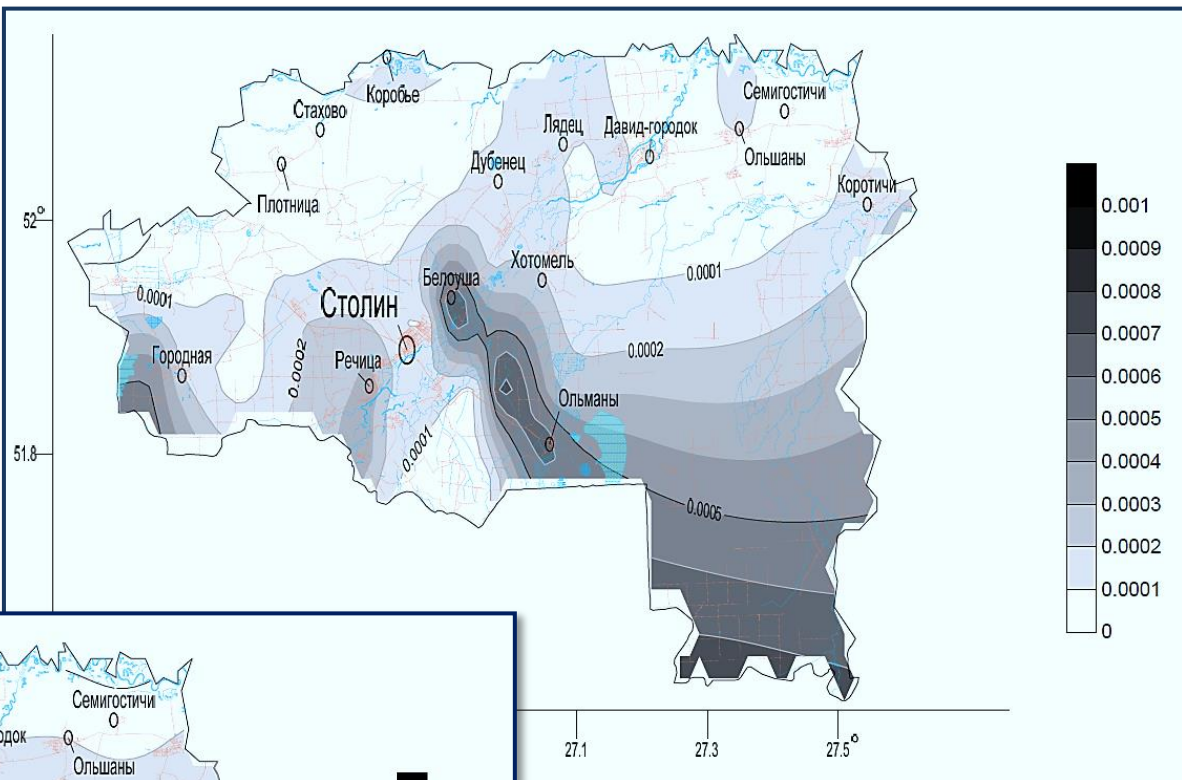 Коробье
Стахово
Плотница
Лядец
Дубенец
Давид-городок
Семигостичи
Ольшаны
Коротичи
52°
Хотомель
Белоуша
Столин
0.0001
0.0001
0.0002
0.0002
Городная
Речица
Ольманы
0.0001
51.8
0.0005
0.001
0.0009
0.0008
0.0007
0.0006
0.0005
0.0004
0.0003
0.0002
0.0001
0
27.1
27.3
27.5°
Семигостичи
одок
Ольшаны